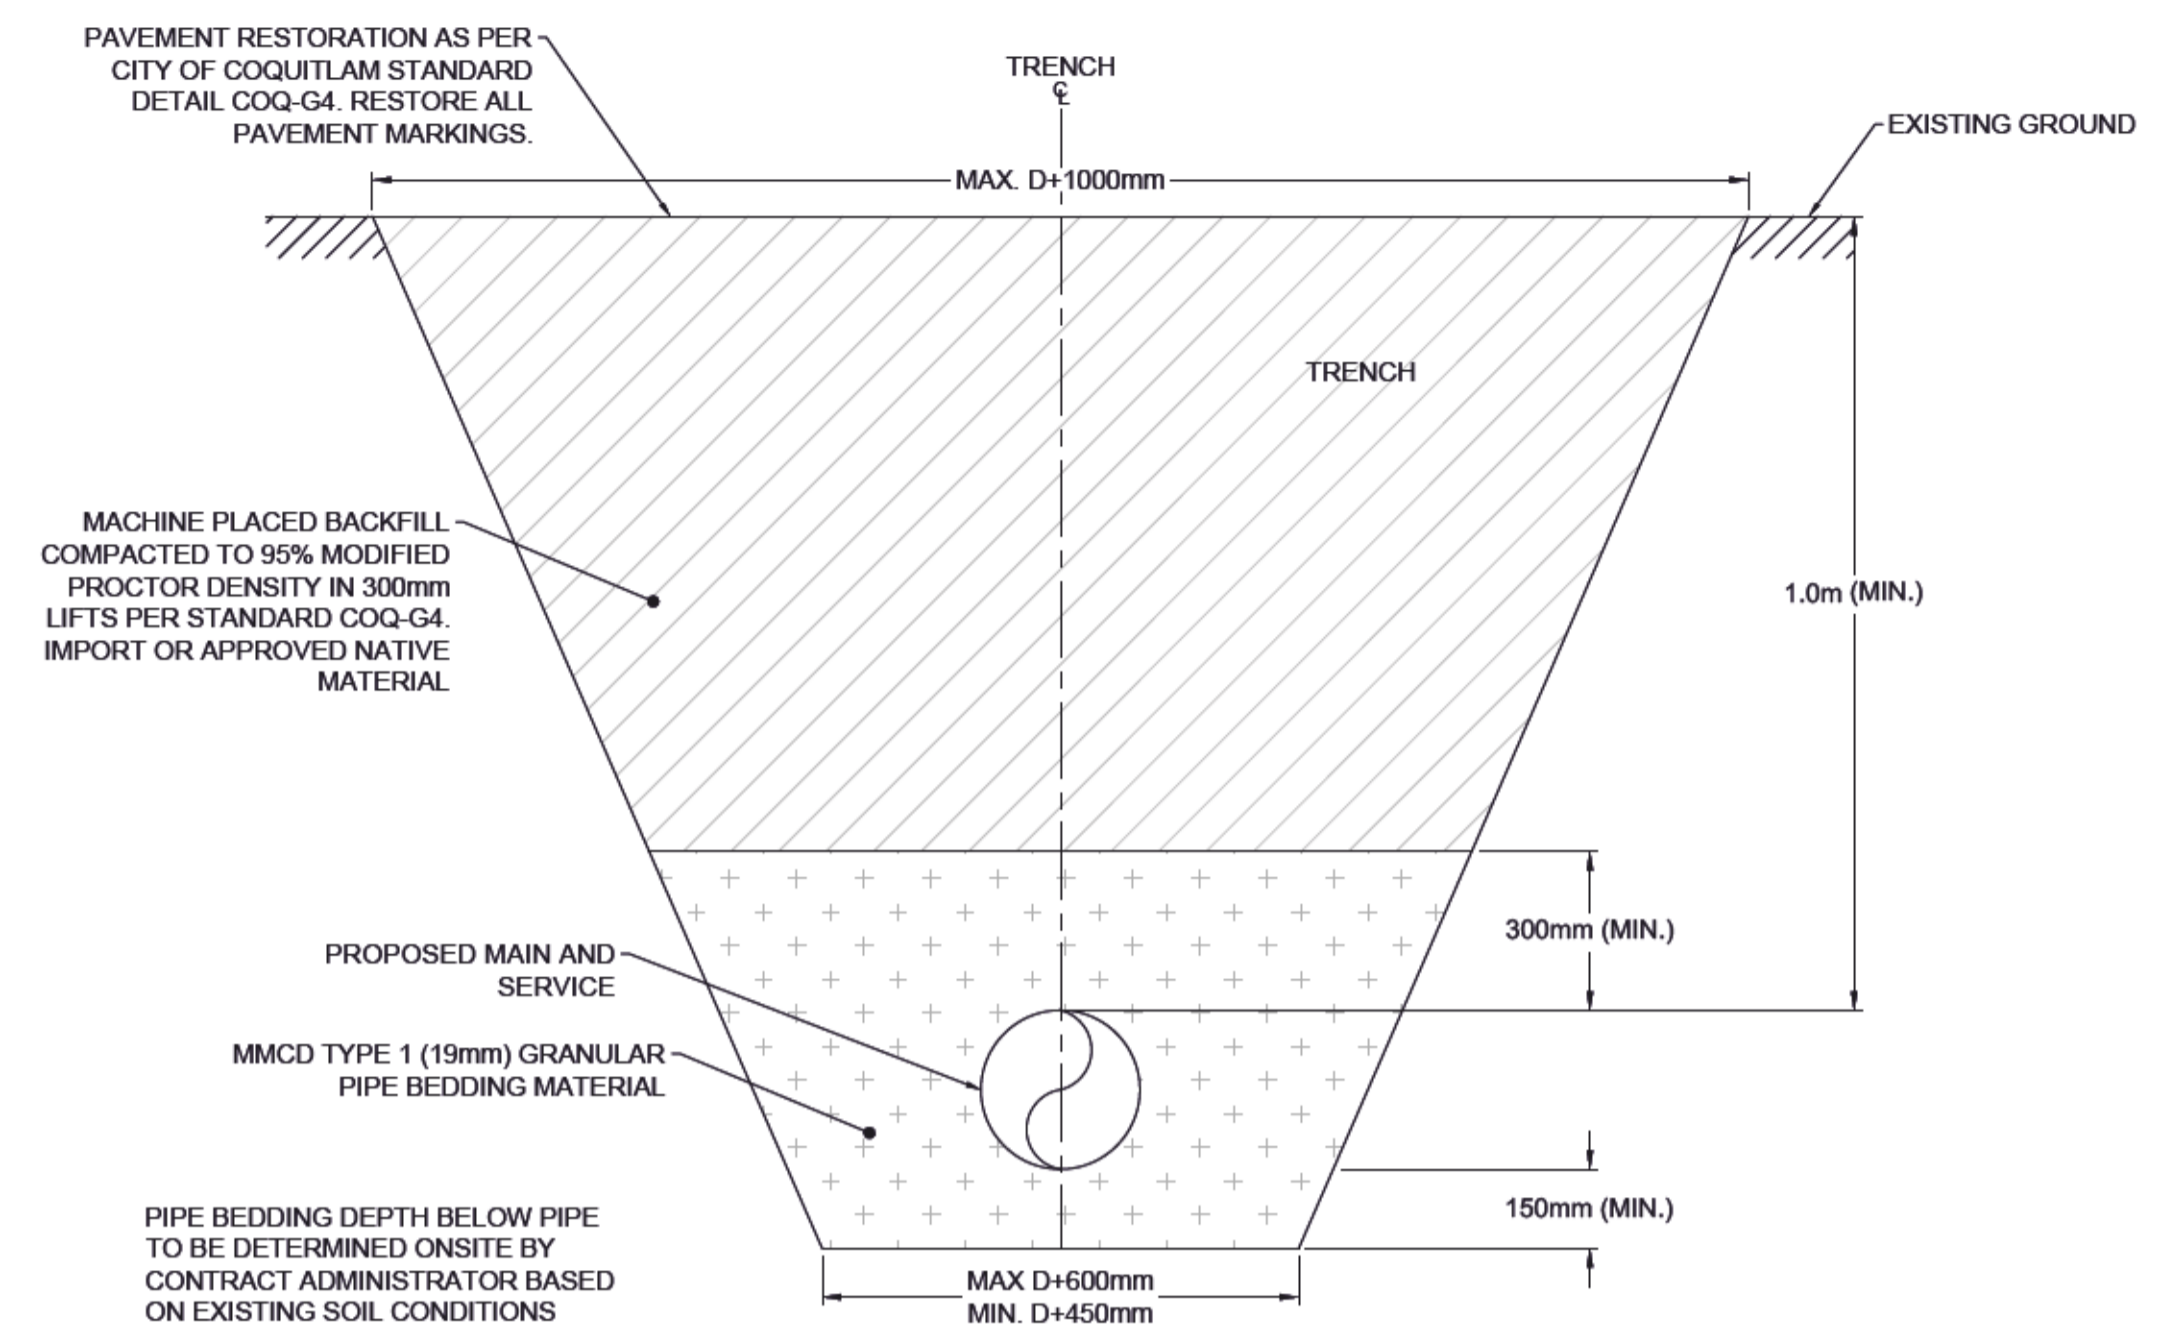 PAVEMENT RESTORATION AS PER
CITY OF COQUITLAM STANDARD
DETAIL COQ-G4. RESTORE ALL
PAVEMENT MARKINGS.
TRENCH
℄
EXISTING GROUND
MAX. D+1000mm
TRENCH
MACHINE PLACED BACKFILL
COMPACTED TO 95% MODIFIED
PROCTOR DENSITY IN 300mm
LIFTS PER STANDARD COQ-G4.
IMPORT OR APPROVED NATIVE
MATERIAL
1.0m (MIN.)
300mm (MIN.)
PROPOSED MAIN AND
SERVICE
MMCD TYPE 1 (19mm) GRANULAR
PIPE BEDDING MATERIAL
150mm (MIN.)
PIPE BEDDING DEPTH BELOW PIPE
TO BE DETERMINED ONSITE BY
CONTRACT ADMINISTRATOR BASED
ON EXISTING SOIL CONDITIONS
MAX D+600mm
MIN. D+450mm